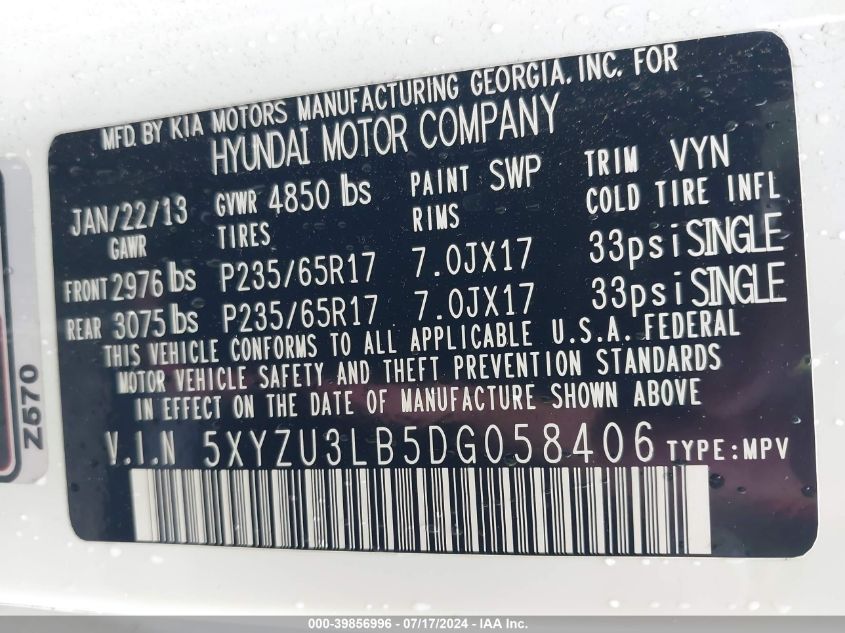 MFD. BY KIA MOTORS MANUFACTURING GEORGIA, INC. FOR
HYUNDAI MOTOR COMPANY
JAN/22/13 GVWR 4850 lbs PAINT SWP TRIM VYN
GAWR TIRES RIMS COLD TIRE INFL
FRONT 2976 lbs P235/65R17 7.0JX17 33psi SINGLE
REAR 3075 lbs P235/65R17 7.0JX17 33psi SINGLE
THIS VEHICLE CONFORMS TO ALL APPLICABLE U.S.A. FEDERAL
MOTOR VEHICLE SAFETY AND THEFT PREVENTION STANDARDS
IN EFFECT ON THE DATE OF MANUFACTURE SHOWN ABOVE
V.I.N 5XYZU3LB5DG058406 TYPE:MPV
Z570
000-39856996 - 07/17/2024 - IAA Inc.